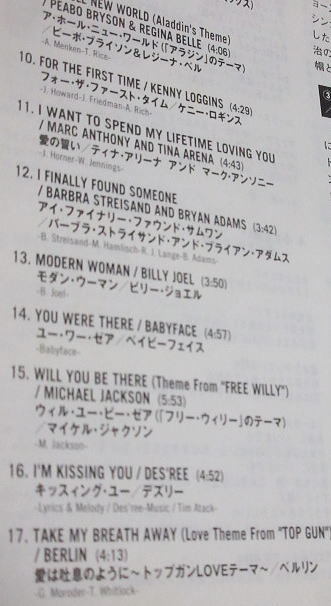 NEW WORLD (Aladdin's Theme)
/ PEABO BRYSON & REGINA BELLE (4:06)
ア・ホール・ニュー・ワールド(「アラジン」のテーマ)
/ピーボ・ブライソン&レジーナ・ベル
-A. Menken-T. Rice-
10. FOR THE FIRST TIME / KENNY LOGGINS (4:29)
フォー・ザ・ファースト・タイム/ケニー・ロギンス
-J. Howard-J. Friedman-A. Rich-
11. I WANT TO SPEND MY LIFETIME LOVING YOU
/ MARC ANTHONY AND TINA ARENA (4:43)
愛の誓い/ティナ・アリーナ アンド マーク・アンソニー
-J. Horner-W. Jennings-
12. I FINALLY FOUND SOMEONE
/ BARBRA STREISAND AND BRYAN ADAMS (3:42)
アイ・ファイナリー・ファウンド・サムワン
/バーブラ・ストライサンド・アンド・ブライアン・アダムス
-B. Streisand-M. Hamlisch-R. J. Lange-B. Adams-
13. MODERN WOMAN / BILLY JOEL (3:50)
モダン・ウーマン/ビリー・ジョエル
-B. Joel-
14. YOU WERE THERE / BABYFACE (4:57)
ユー・ワー・ゼア/ベイビーフェイス
-Babyface-
15. WILL YOU BE THERE (Theme From "FREE WILLY")
/ MICHAEL JACKSON (5:53)
ウィル・ユー・ビー・ゼア(「フリー・ウィリー」のテーマ)
/マイケル・ジャクソン
-M. Jackson-
16. I'M KISSING YOU / DES'REE (4:52)
キッスィング・ユー/デズリー
-Lyrics & Melody / Des'ree-Music / Tim Atack-
17. TAKE MY BREATH AWAY (Love Theme From "TOP GUN")
/ BERLIN (4:13)
愛は吐息のように〜トップガンLOVEテーマ〜/ベルリン
-G. Moroder-T. Whitlock-